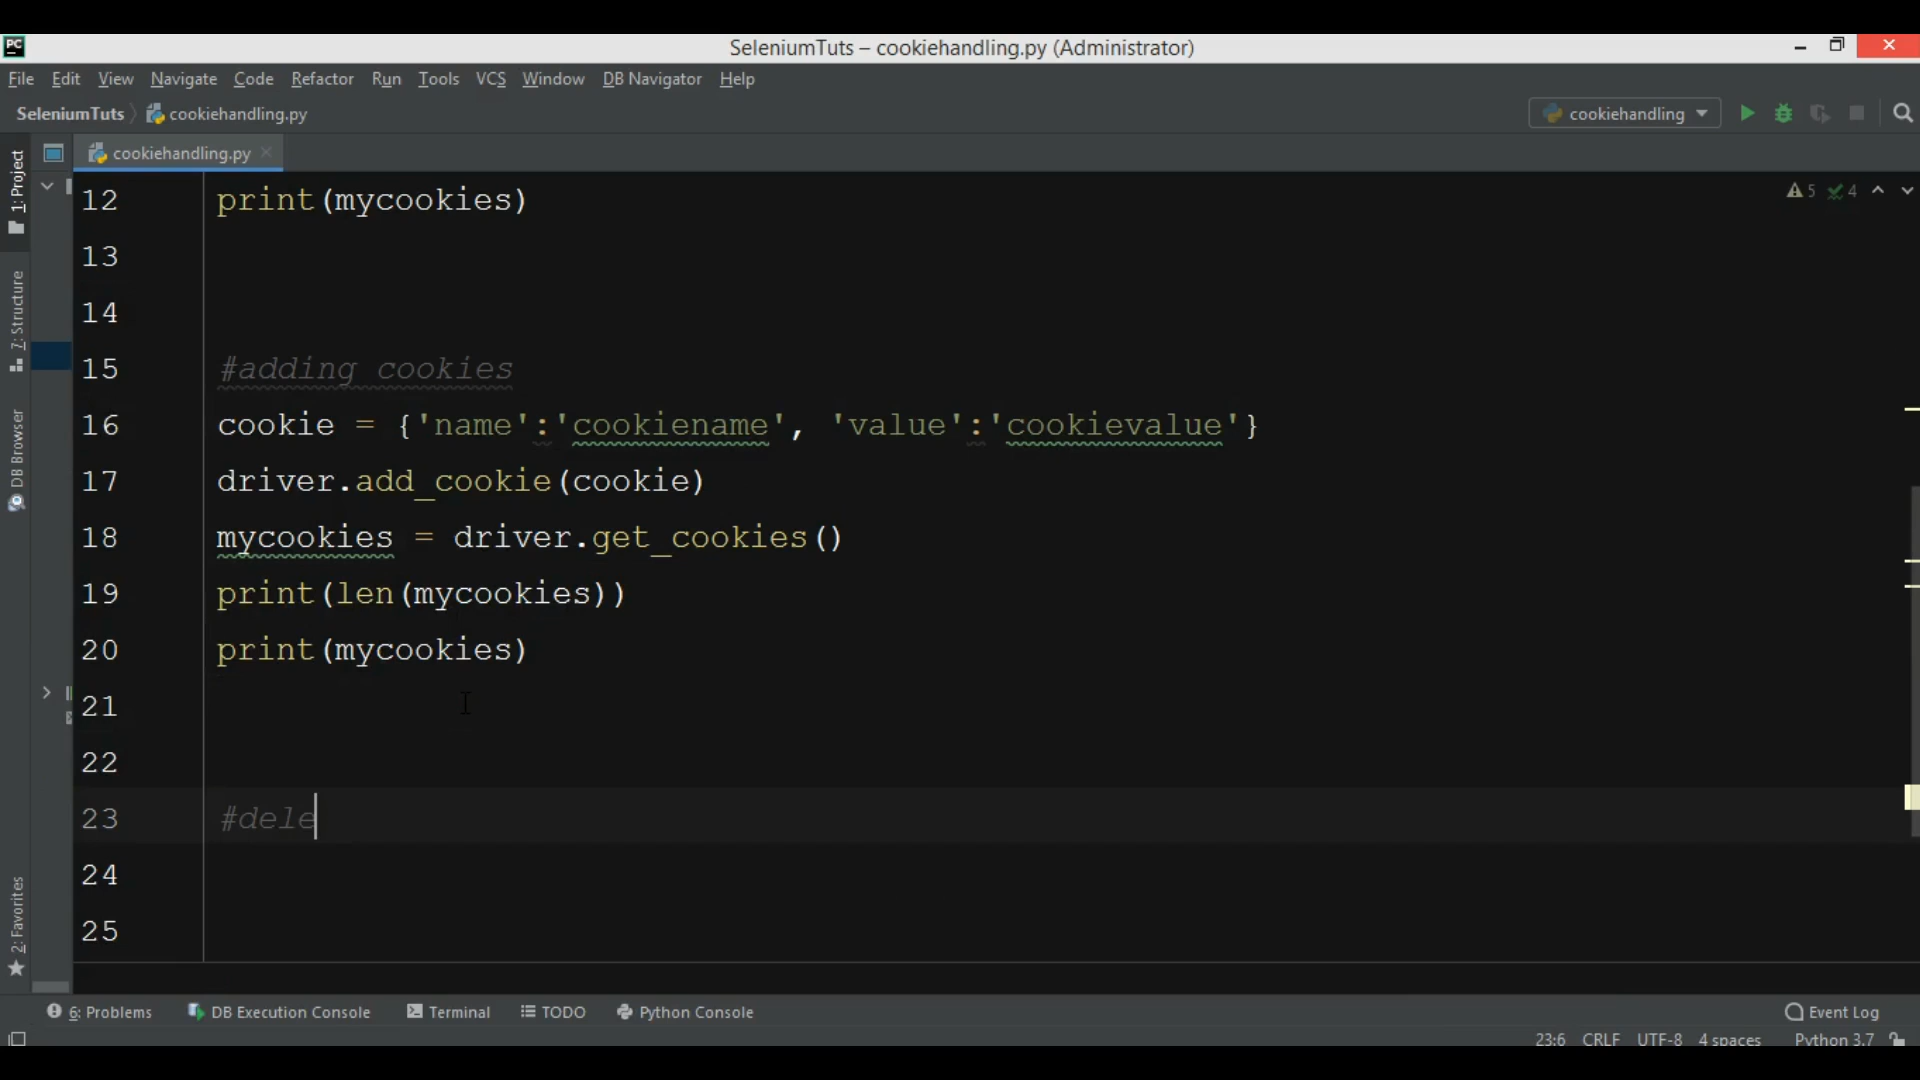 PC
SeleniumTuts – cookiehandling.py (Administrator)
File Edit View Navigate Code Refactor Run Tools VCS Window DB Navigator Help
SeleniumTuts cookiehandling.py
cookiehandling
cookiehandling.py
1: Project
7: Structure
DB Browser
2: Favorites
5 4
12 print(mycookies)
13
14
15 #adding cookies
16 cookie = {'name':'cookiename', 'value':'cookievalue'}
17 driver.add_cookie(cookie)
18 mycookies = driver.get_cookies()
19 print(len(mycookies))
20 print(mycookies)
21
22
23 #dele
24
25
6: Problems DB Execution Console Terminal TODO Python Console Event Log
23:6 CRLF UTF-8 4 spaces Python 3.7